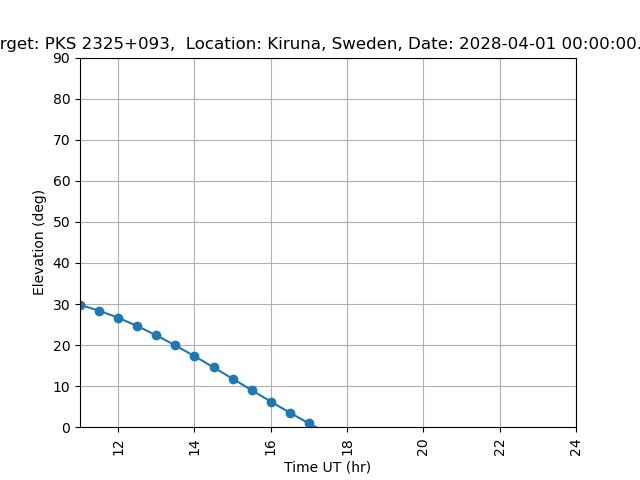 rget: PKS 2325+093,  Location: Kiruna, Sweden, Date: 2028-04-01 00:00:00.
90
80
70
60
50
40
30
20
10
0
Elevation (deg)
12 14 16 18 20 22 24
Time UT (hr)